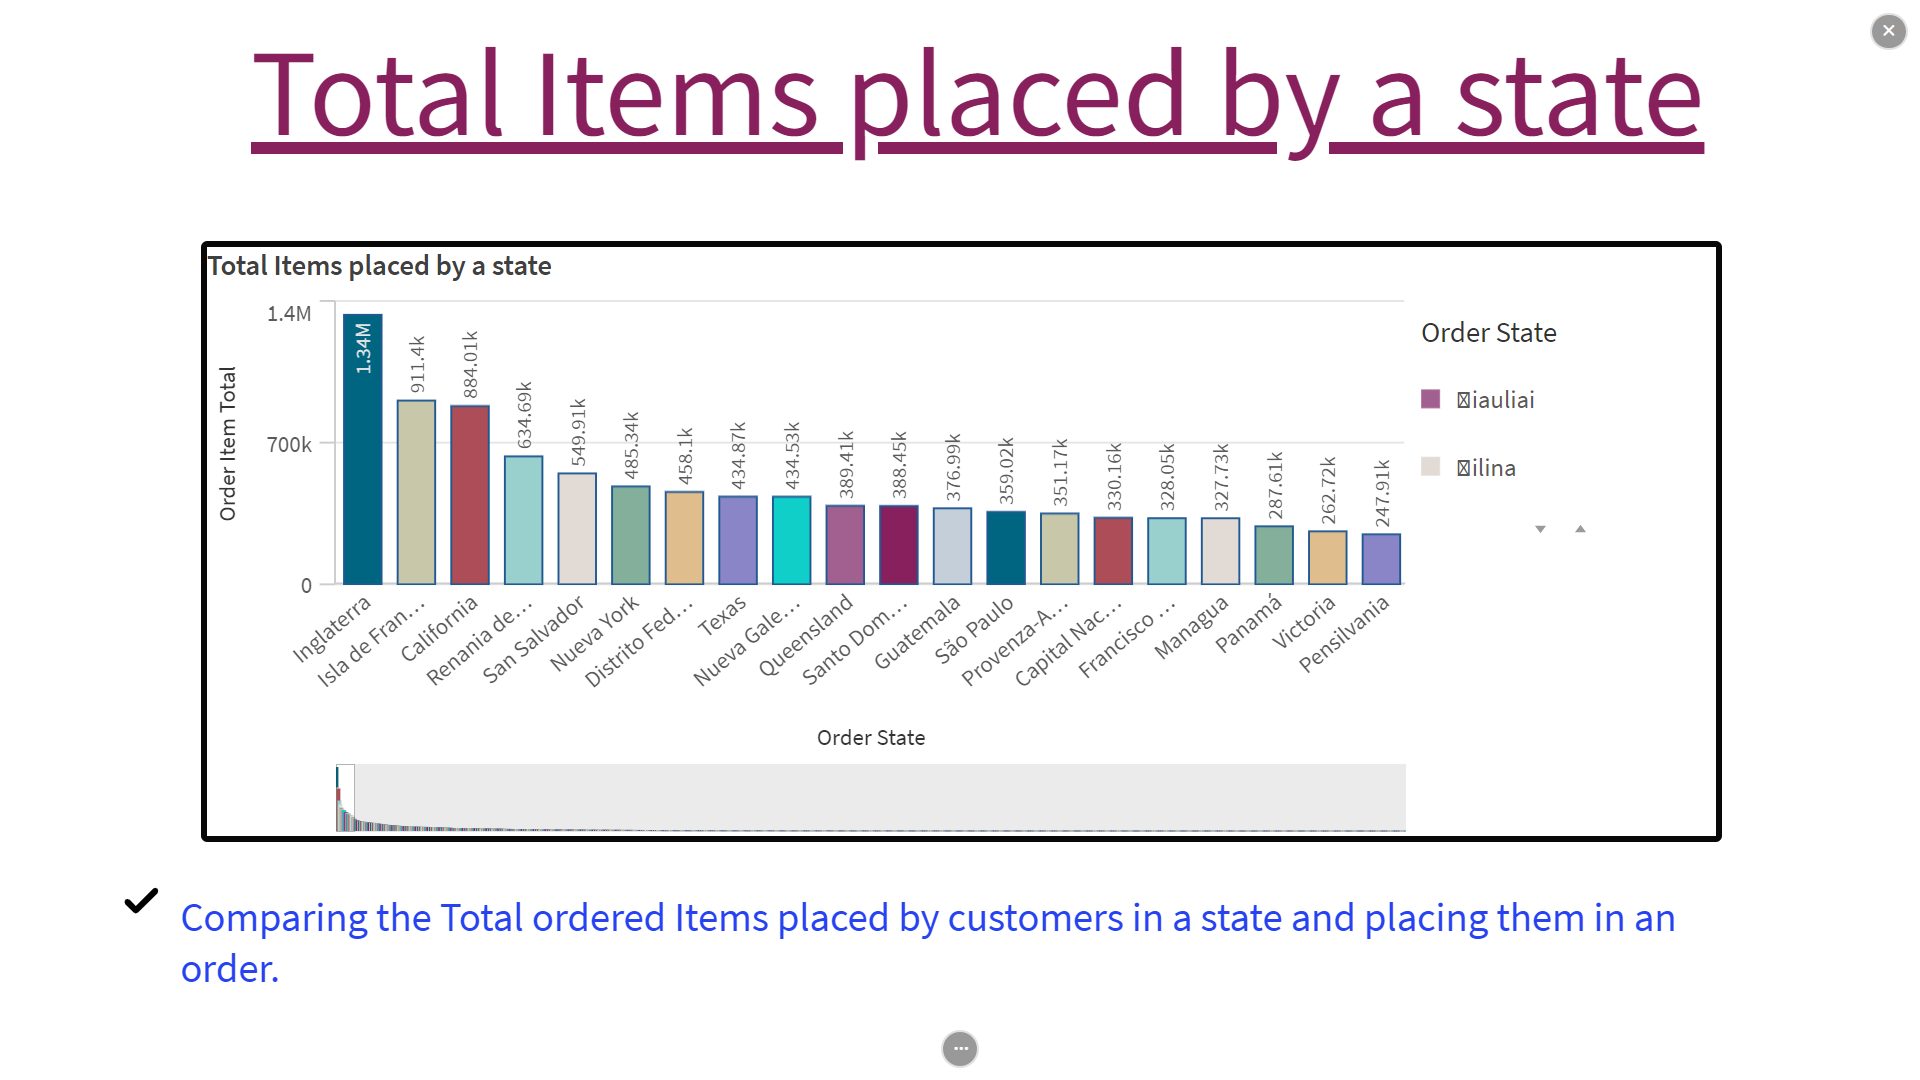 Total Items placed by a state
Total Items placed by a state
1.4M
700k
0
Order Item Total
1.34M
911.4k
884.01k
634.69k
549.91k
485.34k
458.1k
434.87k
434.53k
389.41k
388.45k
376.99k
359.02k
351.17k
330.16k
328.05k
327.73k
287.61k
262.72k
247.91k
Inglaterra
Isla de Fran...
California
Renania de...
San Salvador
Nueva York
Distrito Fed...
Texas
Nueva Gale...
Queensland
Santo Dom...
Guatemala
São Paulo
Provenza-A...
Capital Nac...
Francisco ...
Managua
Panamá
Victoria
Pensilvania
Order State
Order State
iauliai
ilina
Comparing the Total ordered Items placed by customers in a state and placing them in an
order.